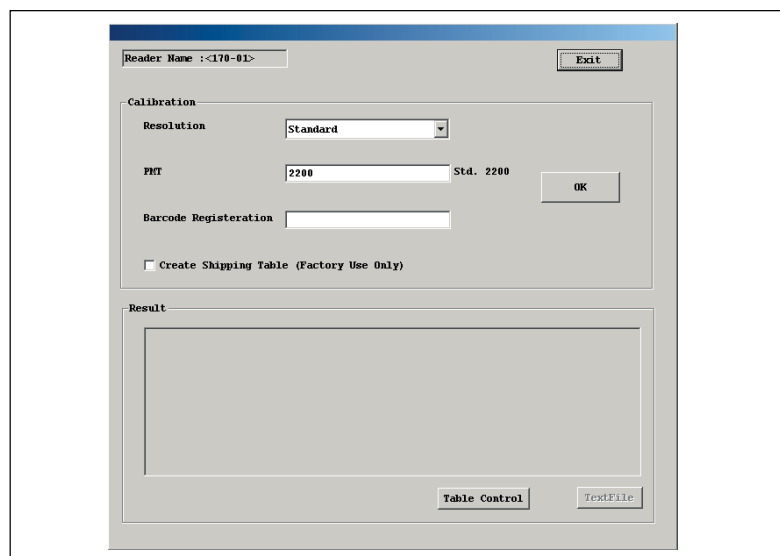 Reader Name :<170-01>
Exit
Calibration
Resolution
Standard
PMT
2200
Std. 2200
OK
Barcode Registeration
Create Shipping Table (Factory Use Only)
Result
Table Control
TextFile